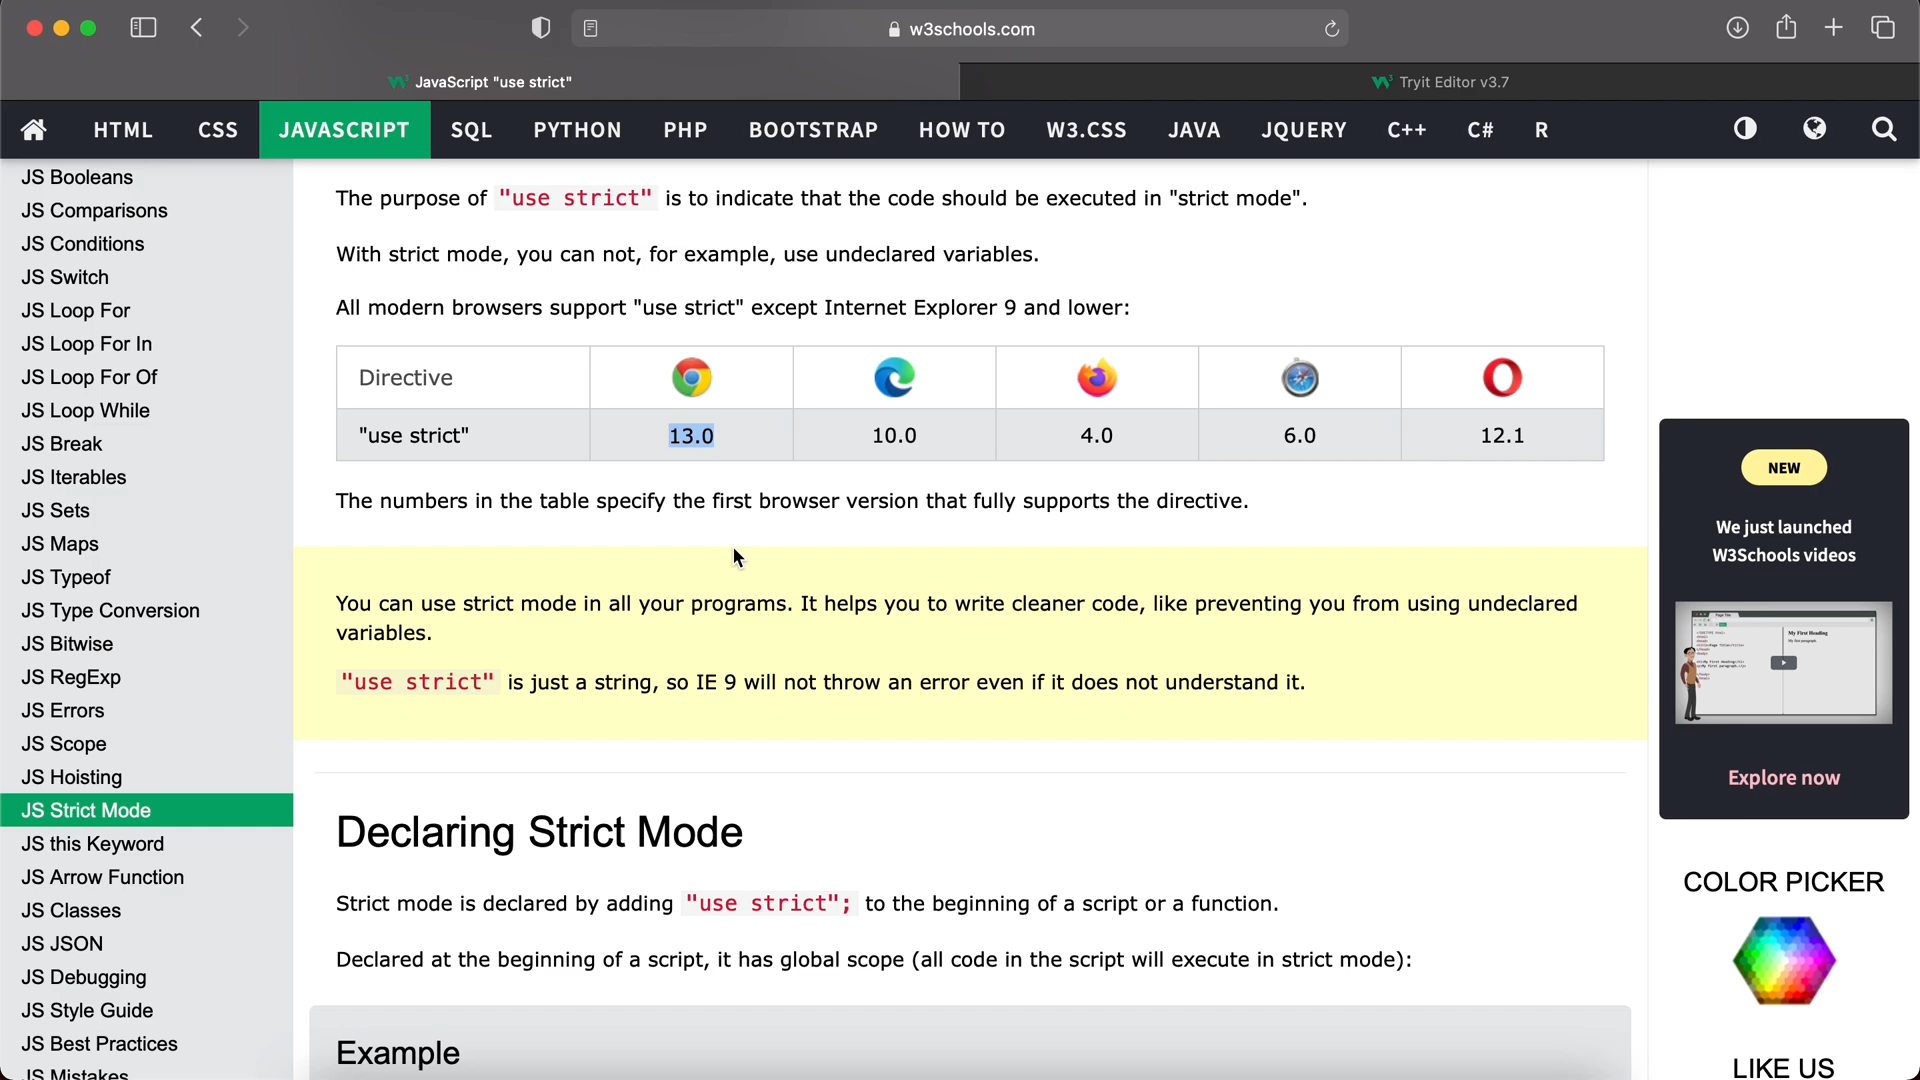 w3schools.com
JavaScript "use strict"
Tryit Editor v3.7
HTML CSS JAVASCRIPT SQL PYTHON PHP BOOTSTRAP HOW TO W3.CSS JAVA JQUERY C++ C# R
JS Booleans
JS Comparisons
JS Conditions
JS Switch
JS Loop For
JS Loop For In
JS Loop For Of
JS Loop While
JS Break
JS Iterables
JS Sets
JS Maps
JS Typeof
JS Type Conversion
JS Bitwise
JS RegExp
JS Errors
JS Scope
JS Hoisting
JS Strict Mode
JS this Keyword
JS Arrow Function
JS Classes
JS JSON
JS Debugging
JS Style Guide
JS Best Practices
JS Mistakes
The purpose of "use strict" is to indicate that the code should be executed in "strict mode".
With strict mode, you can not, for example, use undeclared variables.
All modern browsers support "use strict" except Internet Explorer 9 and lower:
Directive
"use strict" 13.0 10.0 4.0 6.0 12.1
The numbers in the table specify the first browser version that fully supports the directive.
You can use strict mode in all your programs. It helps you to write cleaner code, like preventing you from using undeclared
variables.
"use strict" is just a string, so IE 9 will not throw an error even if it does not understand it.
Declaring Strict Mode
Strict mode is declared by adding "use strict"; to the beginning of a script or a function.
Declared at the beginning of a script, it has global scope (all code in the script will execute in strict mode):
Example
NEW
We just launched
W3Schools videos
My First Heading
Explore now
COLOR PICKER
LIKE US